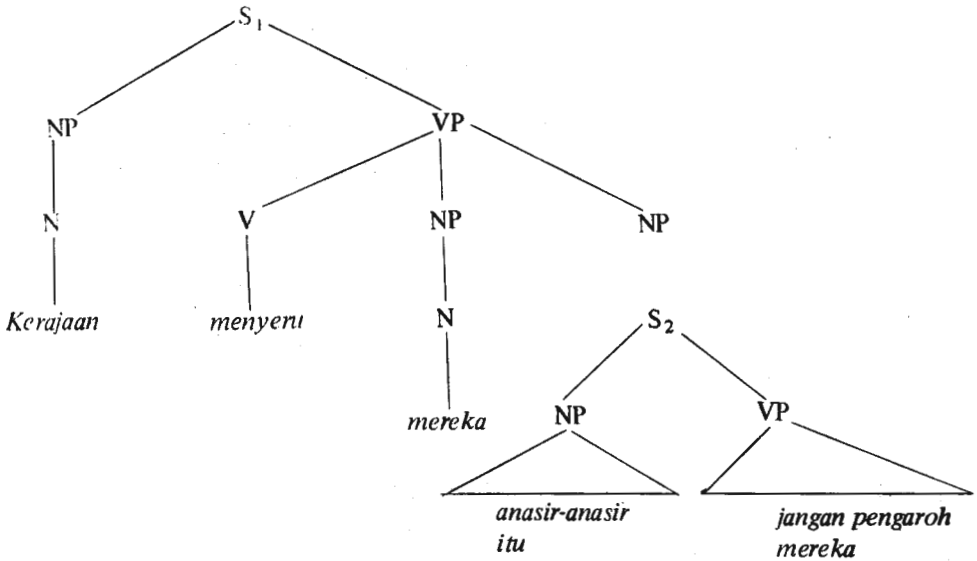 S₁
NP VP
N V NP NP
Kerajaan menyeru N S₂
mereka NP VP
anasir-anasir jangan pengaroh
itu mereka